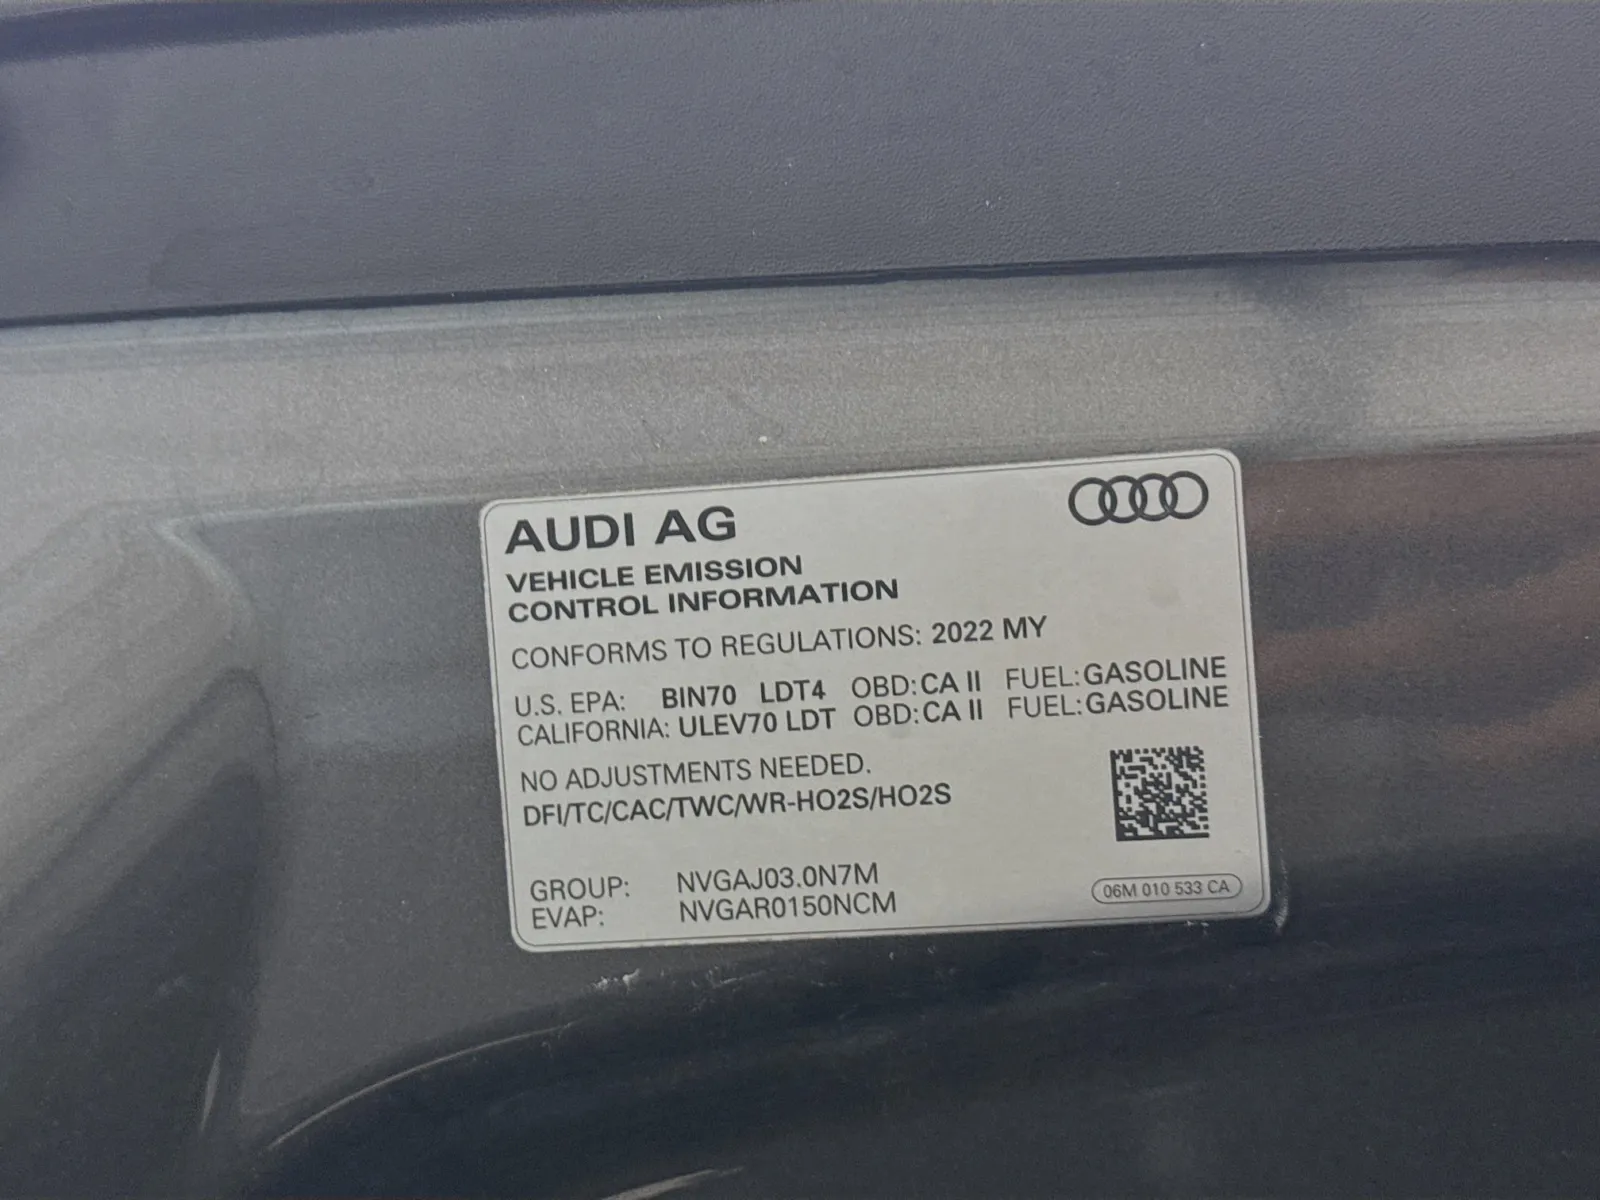 AUDI AG
VEHICLE EMISSION
CONTROL INFORMATION
CONFORMS TO REGULATIONS: 2022 MY
U.S. EPA: BIN70 LDT4 OBD: CA II FUEL: GASOLINE
CALIFORNIA: ULEV70 LDT OBD: CA II FUEL: GASOLINE
NO ADJUSTMENTS NEEDED.
DFI/TC/CAC/TWC/WR-HO2S/HO2S
GROUP: NVGAJ03.0N7M
EVAP: NVGAR0150NCM
06M 010 533 CA